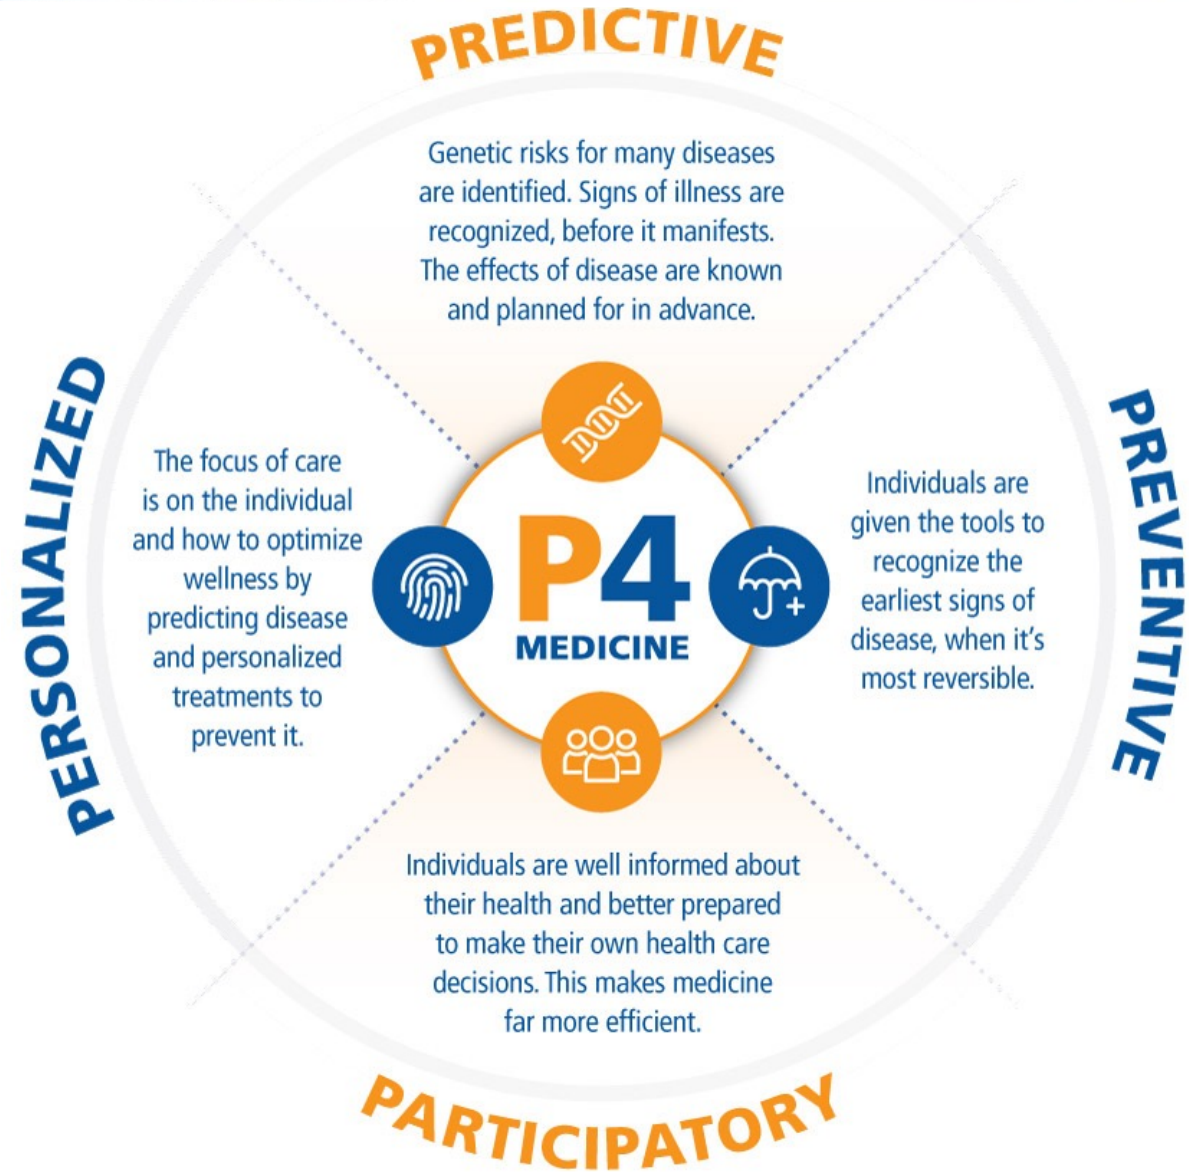 PREDICTIVE
Genetic risks for many diseases
are identified. Signs of illness are
recognized, before it manifests.
The effects of disease are known
and planned for in advance.
PERSONALIZED
The focus of care
is on the individual
and how to optimize
wellness by
predicting disease
and personalized
treatments to
prevent it.
P4
MEDICINE
PREVENTIVE
Individuals are
given the tools to
recognize the
earliest signs of
disease, when it's
most reversible.
Individuals are well informed about
their health and better prepared
to make their own health care
decisions. This makes medicine
far more efficient.
PARTICIPATORY